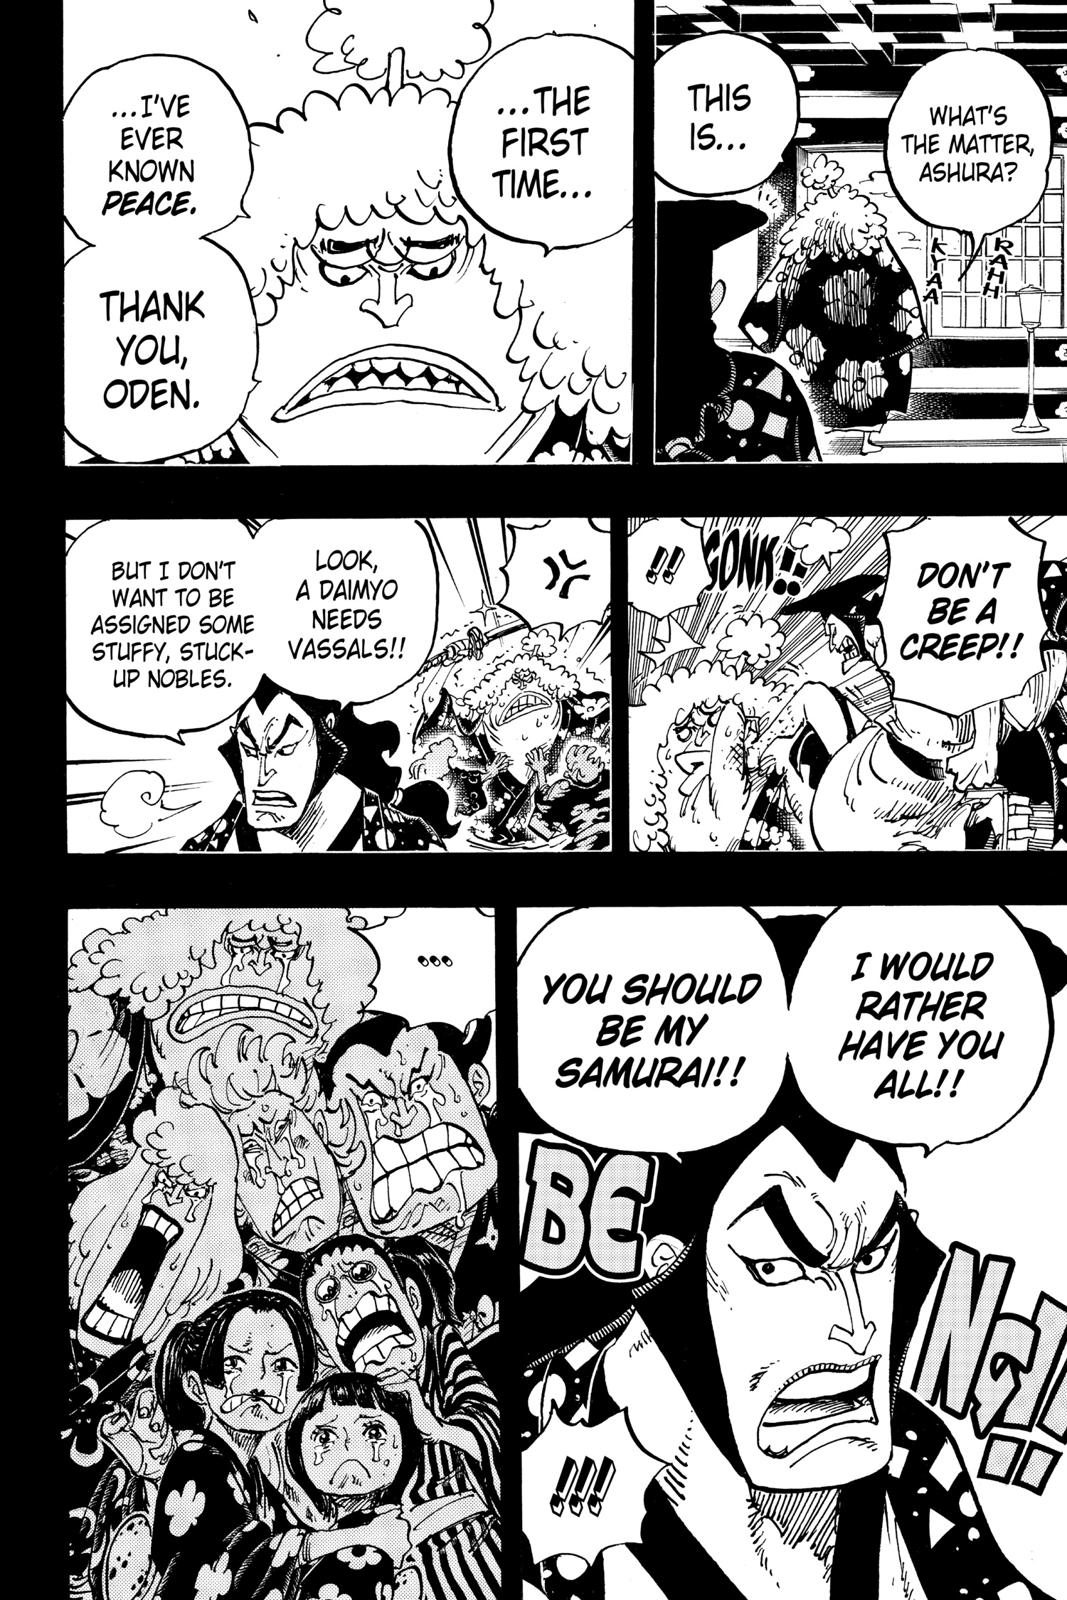 WHAT'S
THE MATTER,
ASHURA?
RAHH
KYAA
THIS
IS...
...THE
FIRST
TIME...
...I'VE
EVER
KNOWN
PEACE.
THANK
YOU,
ODEN.
DON'T
BE A
CREEP!!
GONK!!
!!
LOOK,
A DAIMYO
NEEDS
VASSALS!!
BUT I DON'T
WANT TO BE
ASSIGNED SOME
STUFFY, STUCK-
UP NOBLES.
I WOULD
RATHER
HAVE YOU
ALL!!
YOU SHOULD
BE MY
SAMURAI!!
BE
NG!!
!!!
...